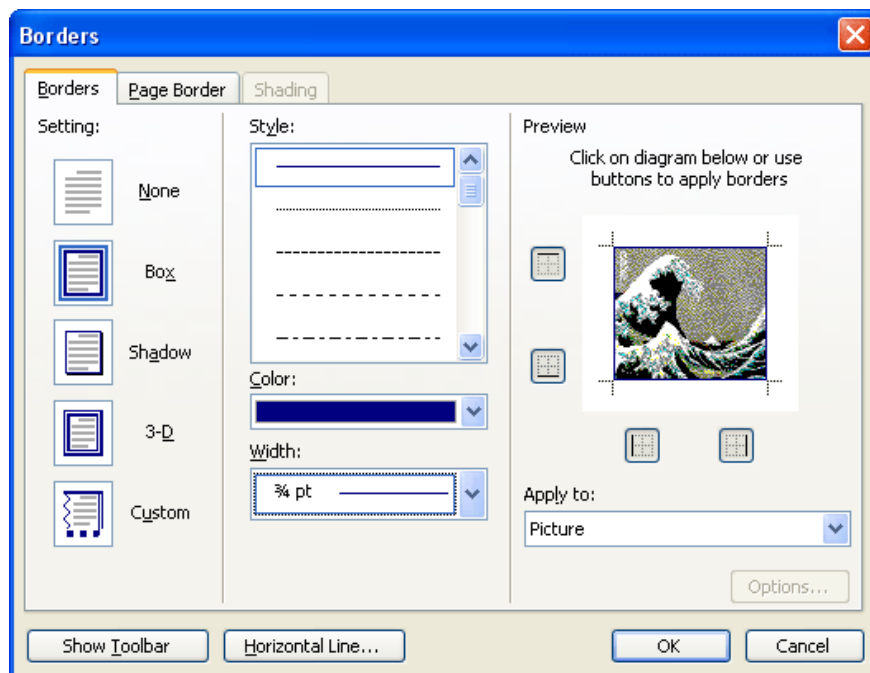 Borders
Borders
Page Border
Shading
Setting:
None
Box
Shadow
3-D
Custom
Style:
Color:
Width:
¾ pt
Preview
Click on diagram below or use
buttons to apply borders
Apply to:
Picture
Options...
Show Toolbar
Horizontal Line...
OK
Cancel